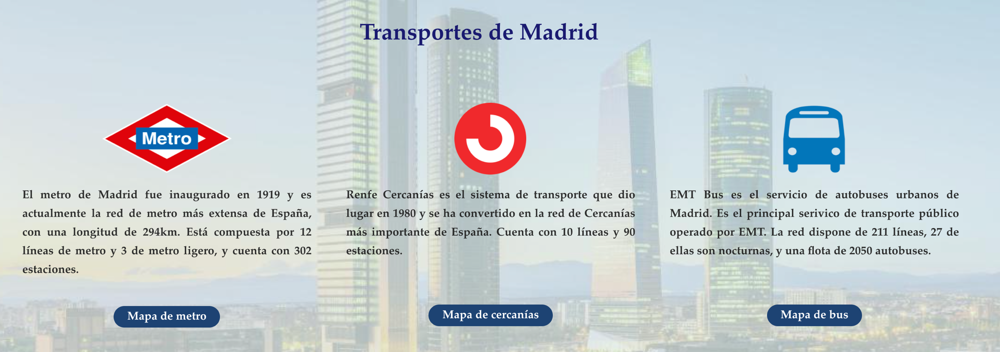 Transportes de Madrid
Metro
El metro de Madrid fue inaugurado en 1919 y es
actualmente la red de metro más extensa de España,
con una longitud de 294km. Está compuesta por 12
líneas de metro y 3 de metro ligero, y cuenta con 302
estaciones.
Mapa de metro
Renfe Cercanías es el sistema de transporte que dio
lugar en 1980 y se ha convertido en la red de Cercanías
más importante de España. Cuenta con 10 líneas y 90
estaciones.
Mapa de cercanías
EMT Bus es el servicio de autobuses urbanos de
Madrid. Es el principal serivico de transporte público
operado por EMT. La red dispone de 211 líneas, 27 de
ellas son nocturnas, y una flota de 2050 autobuses.
Mapa de bus